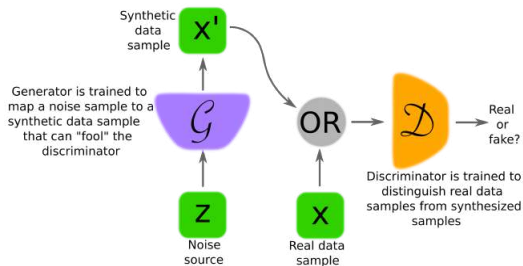 Synthetic
data
sample
x'
Generator is trained to
map a noise sample to a
synthetic data sample
that can "fool" the
discriminator
G
z
Noise
source
OR
x
Real data
sample
D
Real
or
fake?
Discriminator is trained to
distinguish real data
samples from synthesized
samples